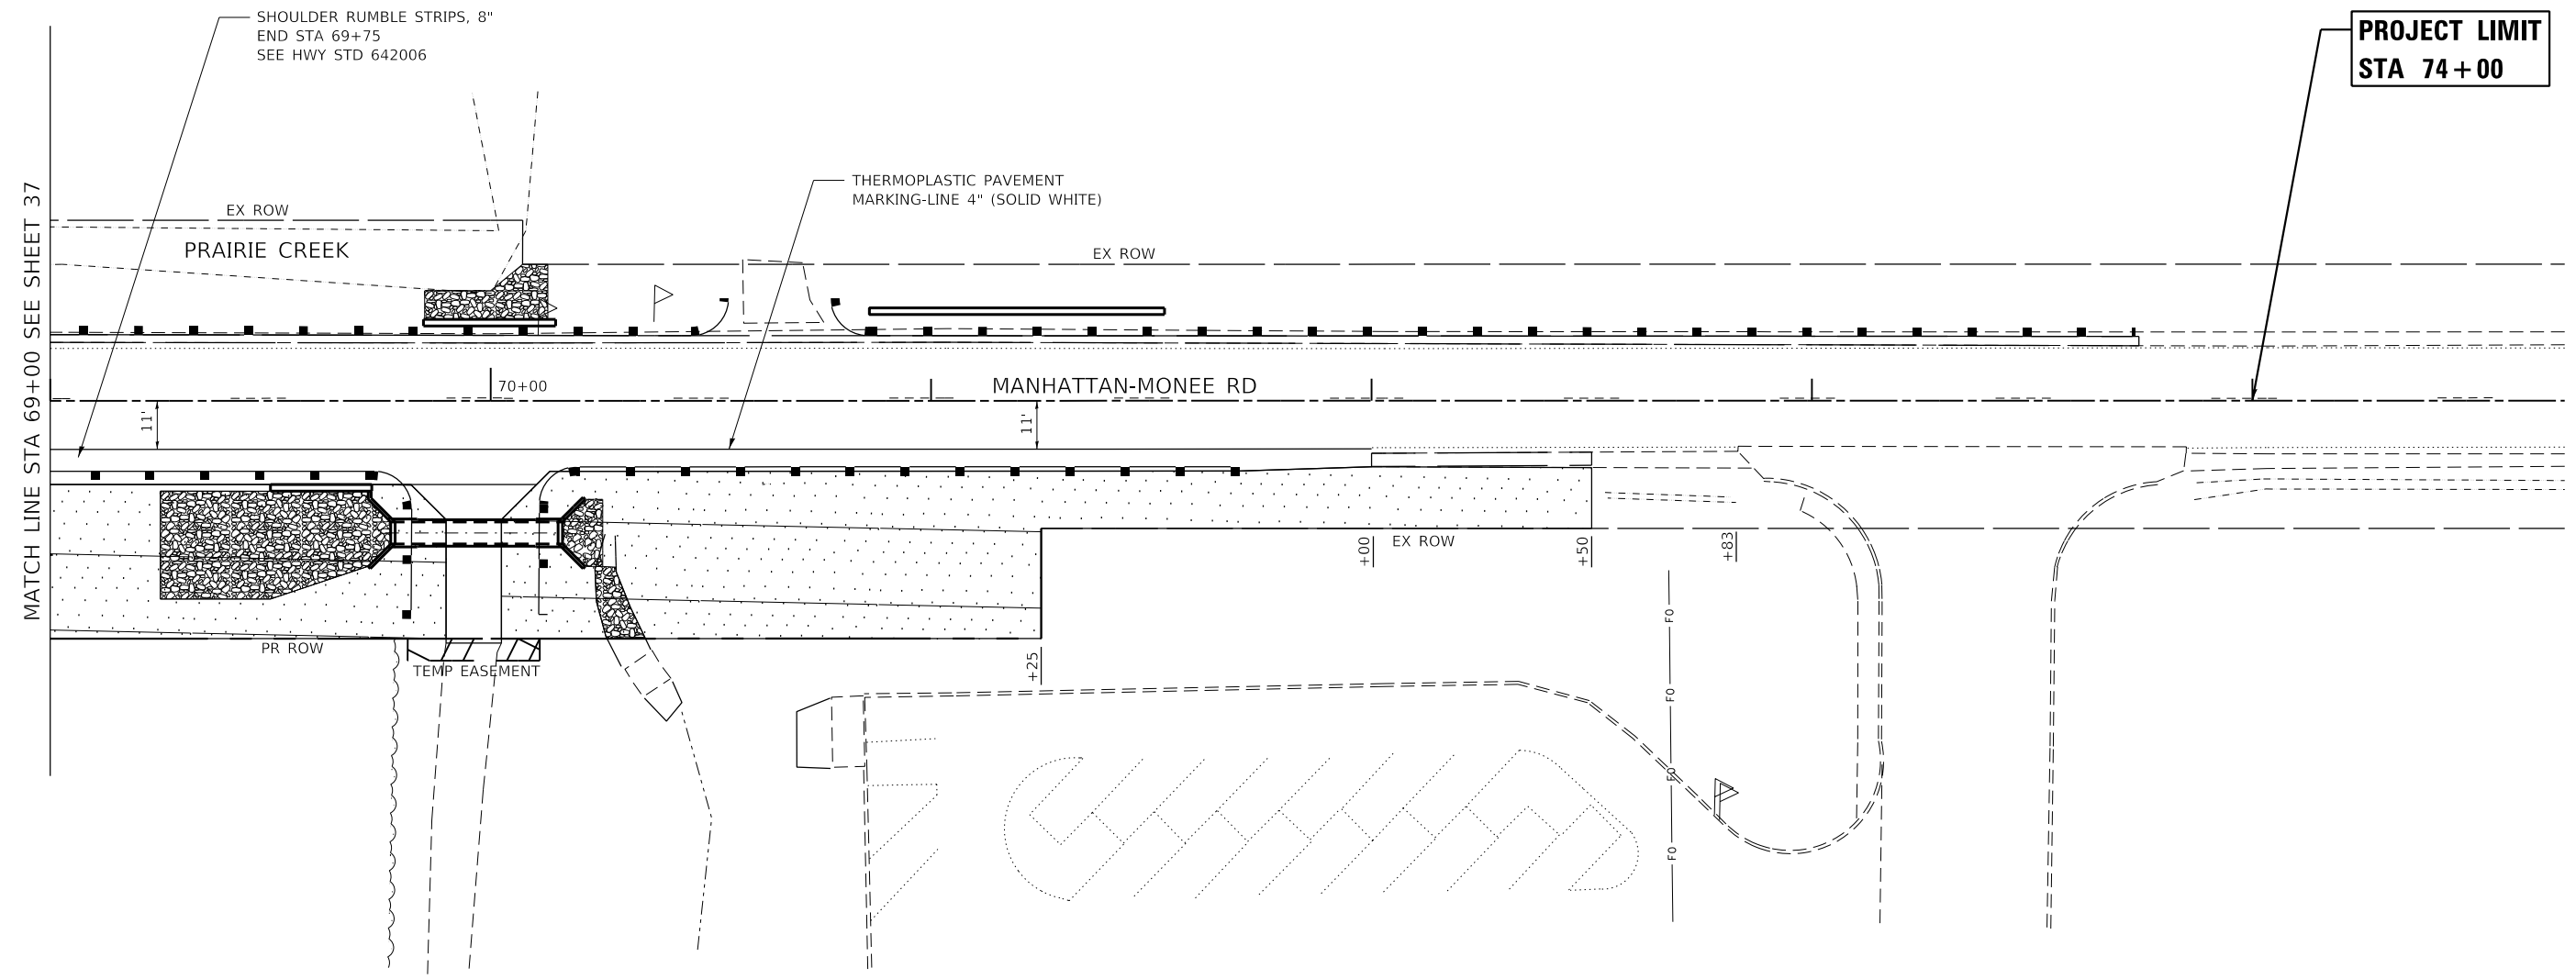 SHOULDER RUMBLE STRIPS, 8"
END STA 69+75
SEE HWY STD 642006
PROJECT LIMIT
STA 74+00
THERMOPLASTIC PAVEMENT
MARKING-LINE 4" (SOLID WHITE)
EX ROW
PRAIRIE CREEK
EX ROW
MATCH LINE STA 69+00 SEE SHEET 37
70+00
MANHATTAN-MONEE RD
11'
11'
EX ROW
+00
+50
+83
PR ROW
TEMP EASEMENT
+25
FO
FO
FO
FO